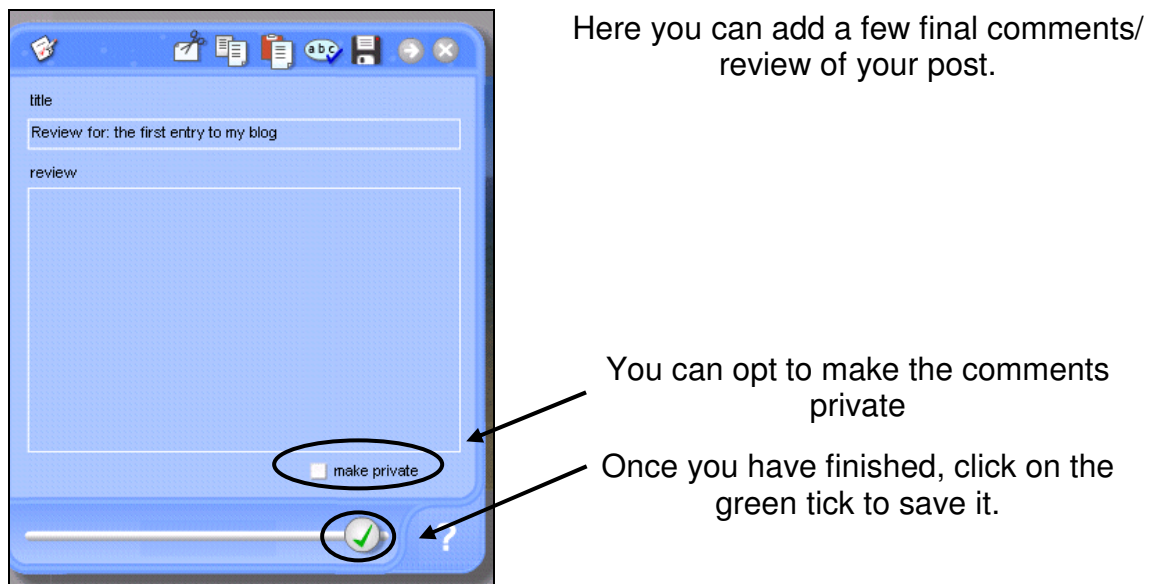 Here you can add a few final comments/
review of your post.
abc
title
Review for: the first entry to my blog
review
You can opt to make the comments
private
make private
Once you have finished, click on the
green tick to save it.
?